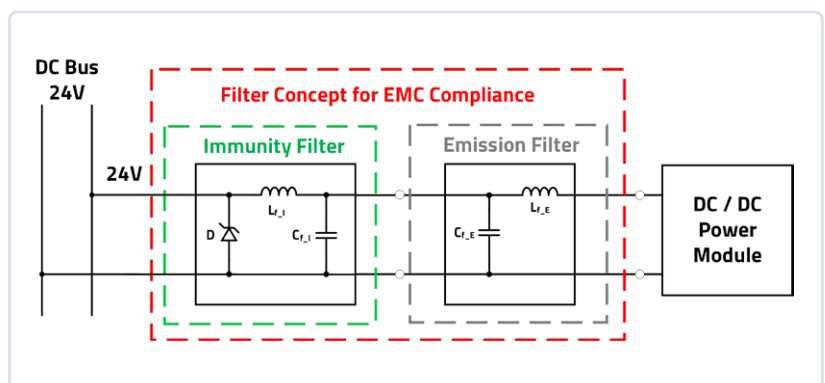 DC Bus
24V
Filter Concept for EMC Compliance
Immunity Filter
Emission Filter
24V
Lf_I
Lf_E
D
Cf_I
Cf_E
DC / DC
Power
Module